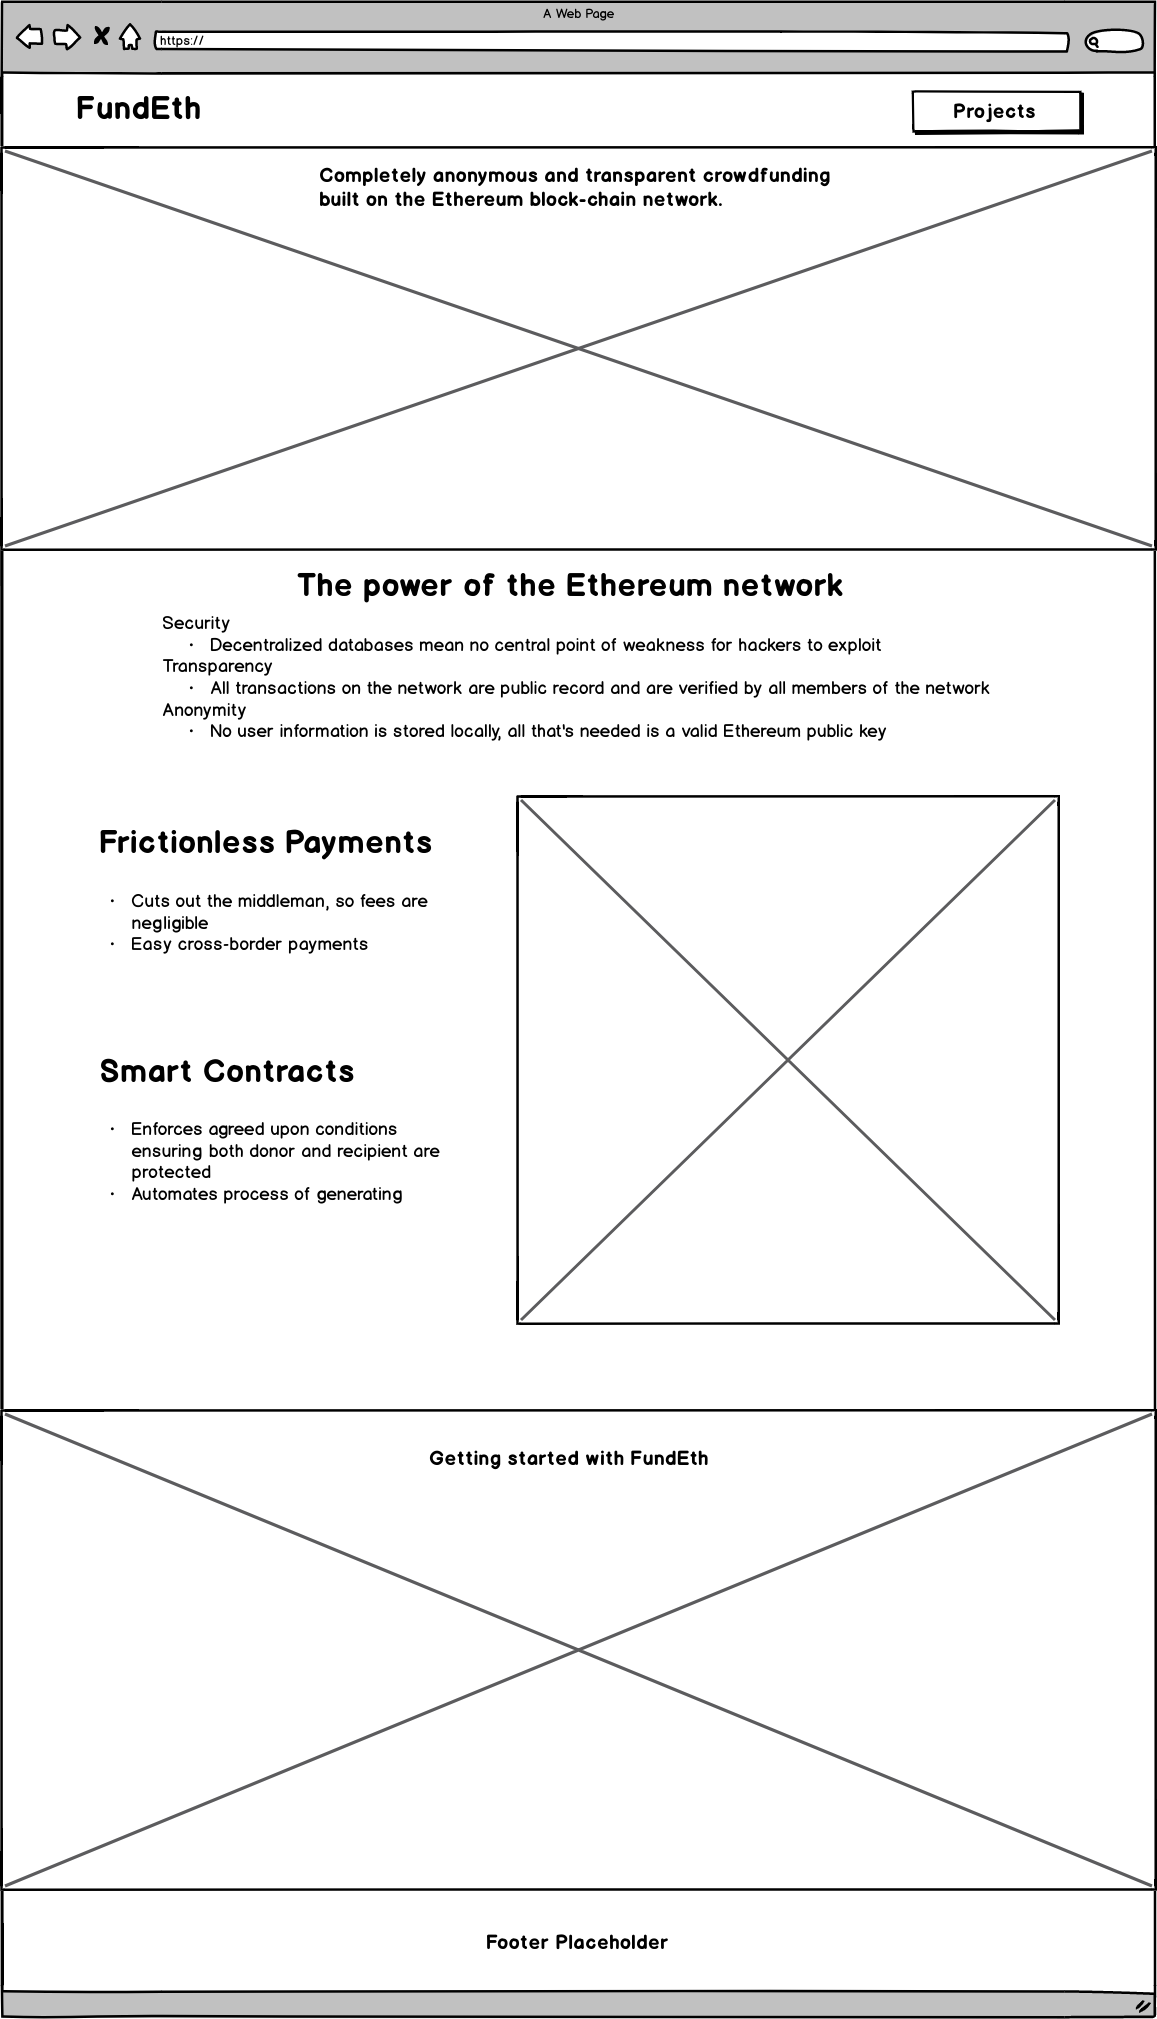 A Web Page
https://
FundEth
Projects
Completely anonymous and transparent crowdfunding
built on the Ethereum block-chain network.
The power of the Ethereum network
Security
• Decentralized databases mean no central point of weakness for hackers to exploit
Transparency
• All transactions on the network are public record and are verified by all members of the network
Anonymity
• No user information is stored locally, all that's needed is a valid Ethereum public key
Frictionless Payments
• Cuts out the middleman, so fees are
negligible
• Easy cross-border payments
Smart Contracts
• Enforces agreed upon conditions
ensuring both donor and recipient are
protected
• Automates process of generating
Getting started with FundEth
Footer Placeholder